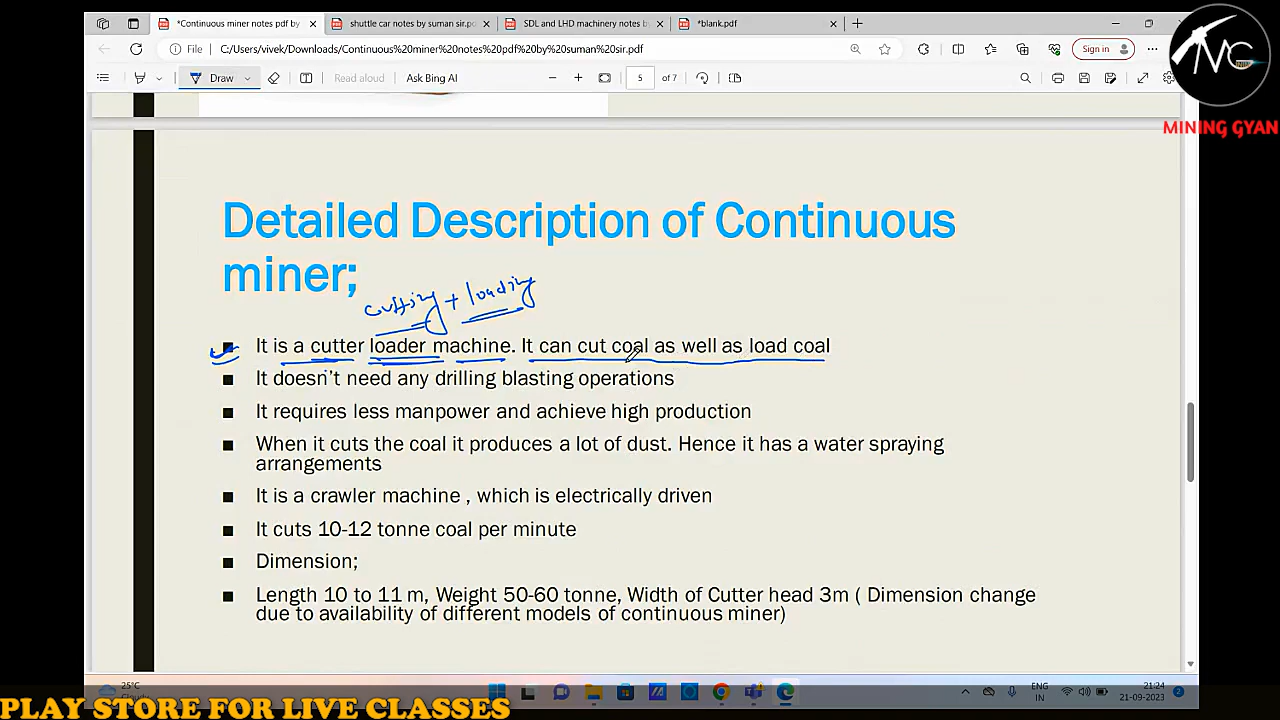 *Continuous miner notes pdf by
shuttle car notes by suman sir.po
SDL and LHD machinery notes b
*blank.pdf
File
C:/Users/vivek/Downloads/Continuous%20miner%20notes%20pdf%20by%20suman%20sir.pdf
Sign in
Draw
Read aloud
Ask Bing AI
5 of 7
MG
MINING GYAN
Detailed Description of Continuous
miner;
cutting + loading
■ It is a cutter loader machine. It can cut coal as well as load coal
■ It doesn't need any drilling blasting operations
■ It requires less manpower and achieve high production
■ When it cuts the coal it produces a lot of dust. Hence it has a water spraying
arrangements
■ It is a crawler machine , which is electrically driven
■ It cuts 10-12 tonne coal per minute
■ Dimension;
■ Length 10 to 11 m, Weight 50-60 tonne, Width of Cutter head 3m ( Dimension change
due to availability of different models of continuous miner)
25°C
Cloudy
ENG
IN
21:24
21-09-2023
PLAY STORE FOR LIVE CLASSES